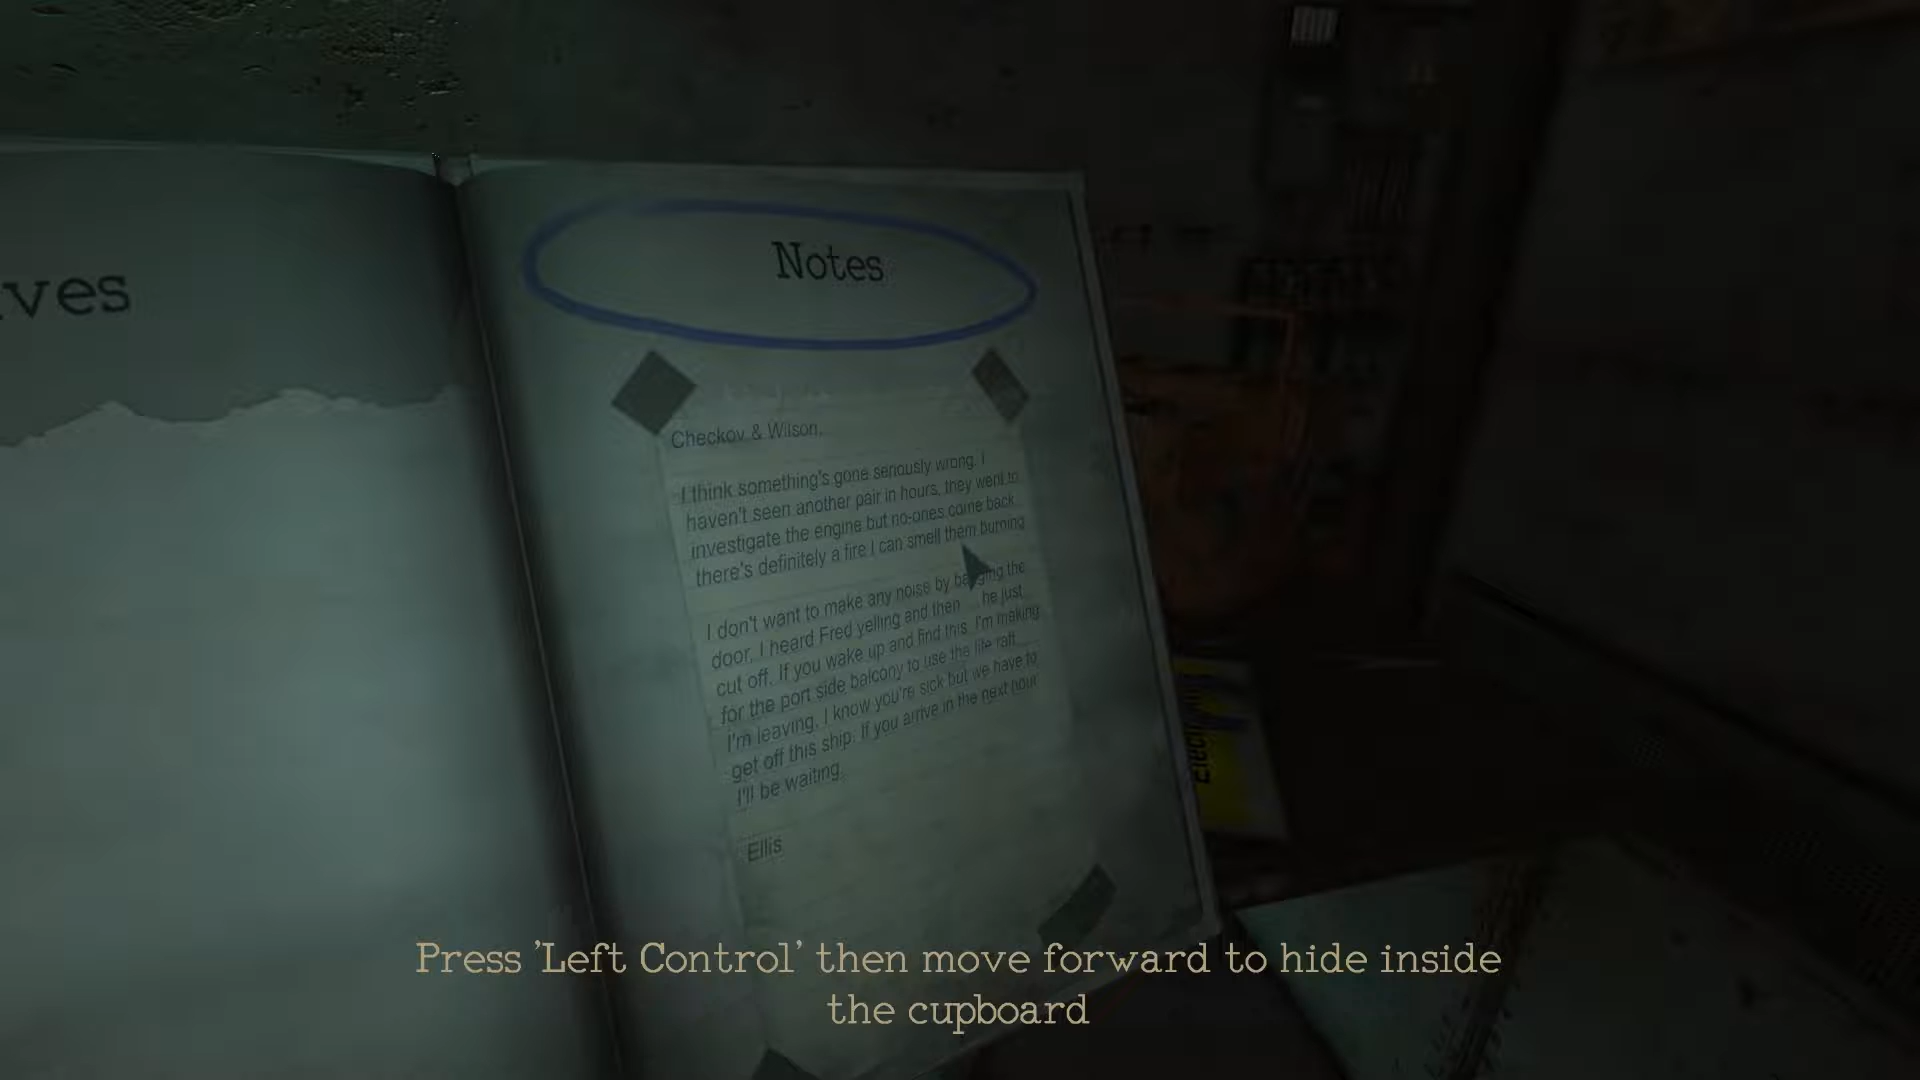 ves
Notes
Checkov & Wilson,
I think something's gone seriously wrong. I
haven't seen another pair in hours, they went to
investigate the engine but no-ones come back
there's definitely a fire I can smell them burning
I don't want to make any noise by banging the
door, I heard Fred yelling and then he just
cut off. If you wake up and find this, I'm making
for the port side balcony to use the life raft
I'm leaving, I know you're sick but we have to
get off this ship. If you arrive in the next hour
I'll be waiting.
Ellis
Press 'Left Control' then move forward to hide inside
the cupboard